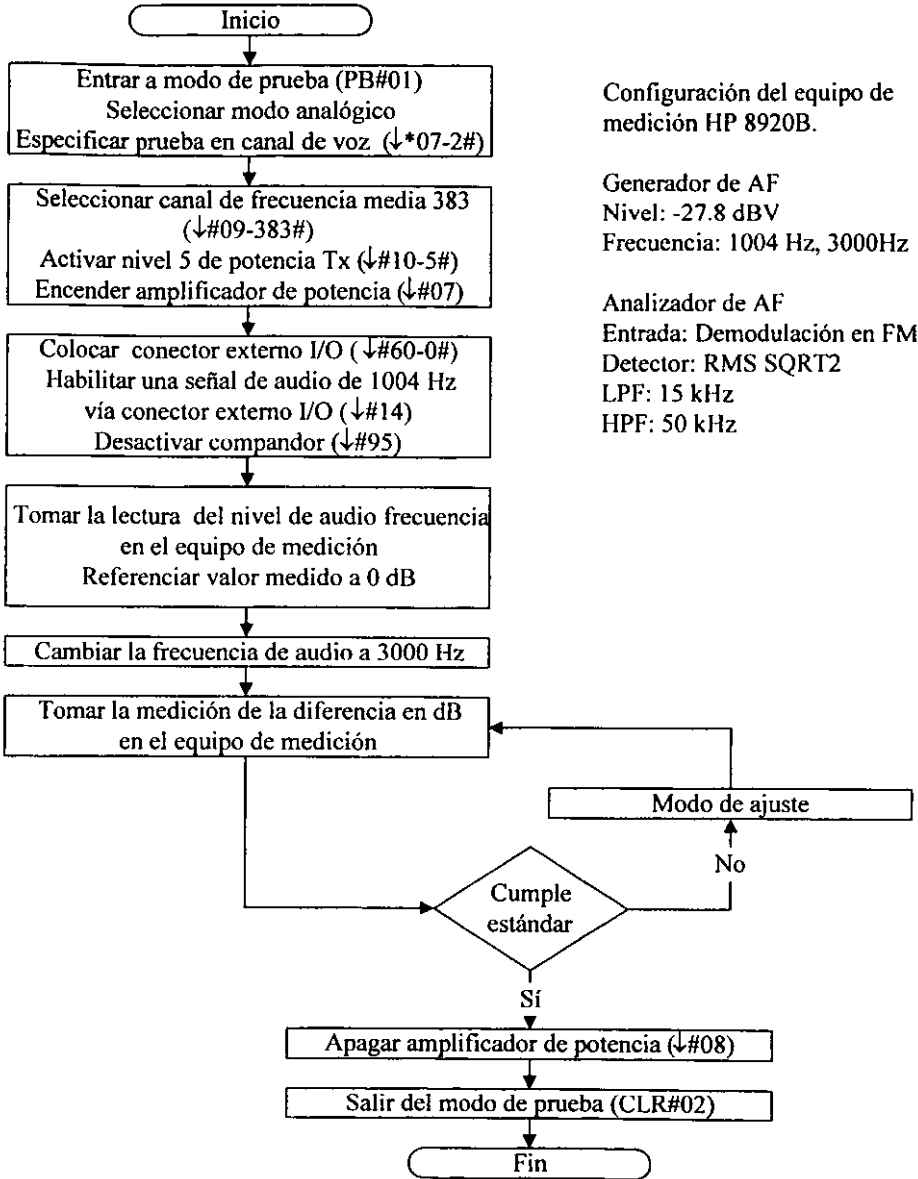 Inicio
Entrar a modo de prueba (PB#01)
Seleccionar modo analógico
Especificar prueba en canal de voz (↓*07-2#)
Seleccionar canal de frecuencia media 383
(↓#09-383#)
Activar nivel 5 de potencia Tx (↓#10-5#)
Encender amplificador de potencia (↓#07)
Colocar conector externo I/O (↓#60-0#)
Habilitar una señal de audio de 1004 Hz
vía conector externo I/O (↓#14)
Desactivar compandor (↓#95)
Tomar la lectura del nivel de audio frecuencia
en el equipo de medición
Referenciar valor medido a 0 dB
Cambiar la frecuencia de audio a 3000 Hz
Tomar la medición de la diferencia en dB
en el equipo de medición
Modo de ajuste
No
Cumple
estándar
Sí
Apagar amplificador de potencia (↓#08)
Salir del modo de prueba (CLR#02)
Fin
Configuración del equipo de
medición HP 8920B.
Generador de AF
Nivel: -27.8 dBV
Frecuencia: 1004 Hz, 3000Hz
Analizador de AF
Entrada: Demodulación en FM
Detector: RMS SQRT2
LPF: 15 kHz
HPF: 50 kHz